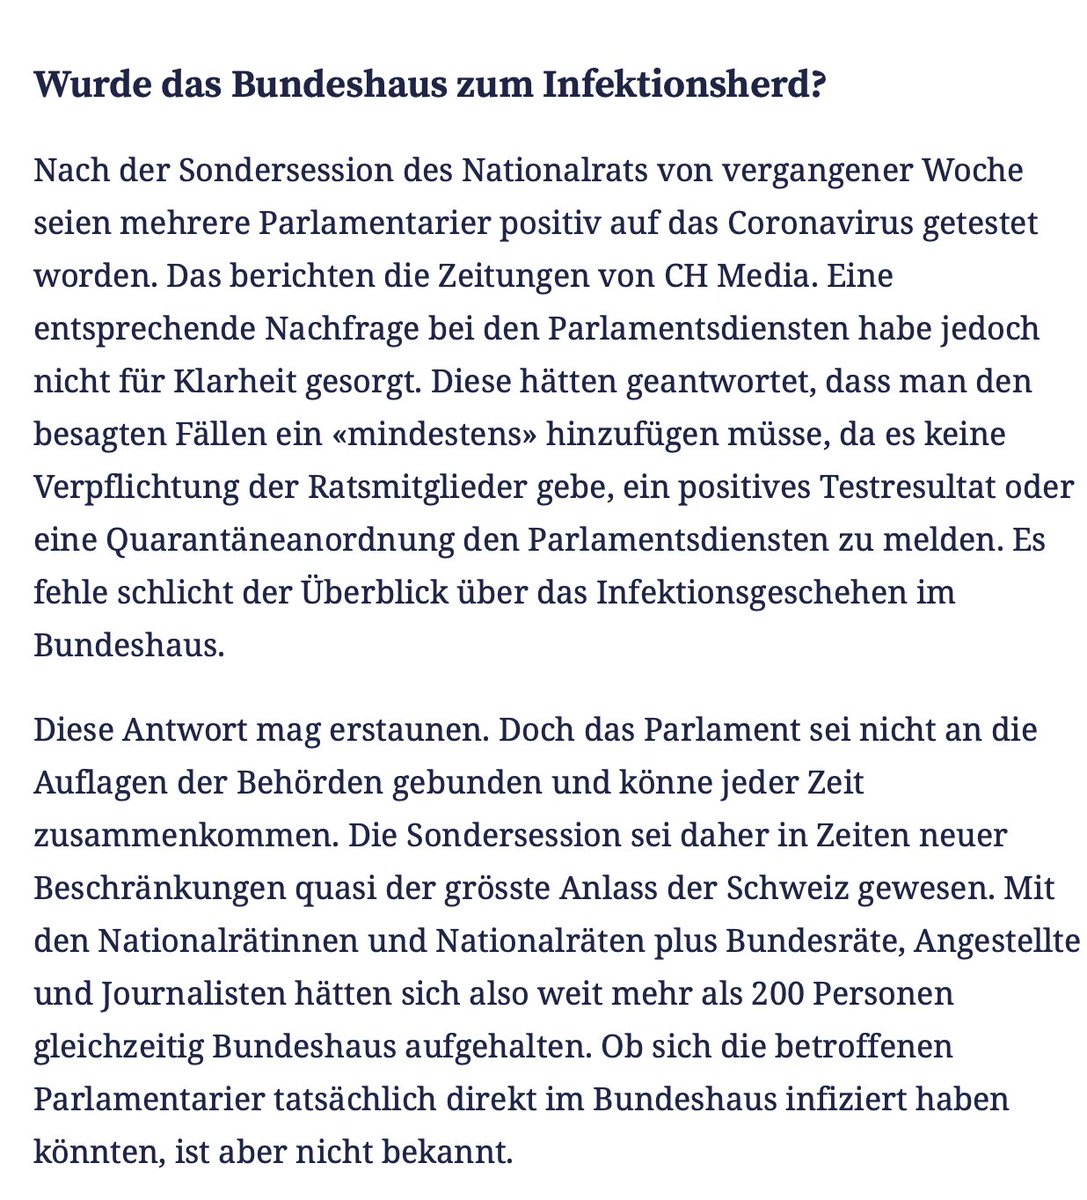 Wurde das Bundeshaus zum Infektionsherd?
Nach der Sondersession des Nationalrats von vergangener Woche
seien mehrere Parlamentarier positiv auf das Coronavirus getestet
worden. Das berichten die Zeitungen von CH Media. Eine
entsprechende Nachfrage bei den Parlamentsdiensten habe jedoch
nicht für Klarheit gesorgt. Diese hätten geantwortet, dass man den
besagten Fällen ein «mindestens» hinzufügen müsse, da es keine
Verpflichtung der Ratsmitglieder gebe, ein positives Testresultat oder
eine Quarantäneanordnung den Parlamentsdiensten zu melden. Es
fehle schlicht der Überblick über das Infektionsgeschehen im
Bundeshaus.
Diese Antwort mag erstaunen. Doch das Parlament sei nicht an die
Auflagen der Behörden gebunden und könne jeder Zeit
zusammenkommen. Die Sondersession sei daher in Zeiten neuer
Beschränkungen quasi der grösste Anlass der Schweiz gewesen. Mit
den Nationalrätinnen und Nationalräten plus Bundesräte, Angestellte
und Journalisten hätten sich also weit mehr als 200 Personen
gleichzeitig Bundeshaus aufgehalten. Ob sich die betroffenen
Parlamentarier tatsächlich direkt im Bundeshaus infiziert haben
könnten, ist aber nicht bekannt.